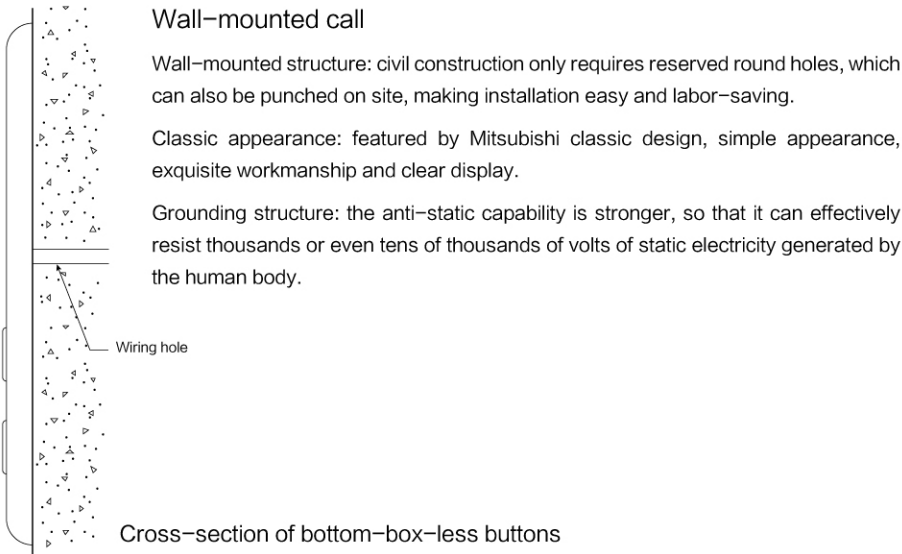 Wall-mounted call
Wall-mounted structure: civil construction only requires reserved round holes, which
can also be punched on site, making installation easy and labor-saving.
Classic appearance: featured by Mitsubishi classic design, simple appearance,
exquisite workmanship and clear display.
Grounding structure: the anti-static capability is stronger, so that it can effectively
resist thousands or even tens of thousands of volts of static electricity generated by
the human body.
Wiring hole
Cross-section of bottom-box-less buttons